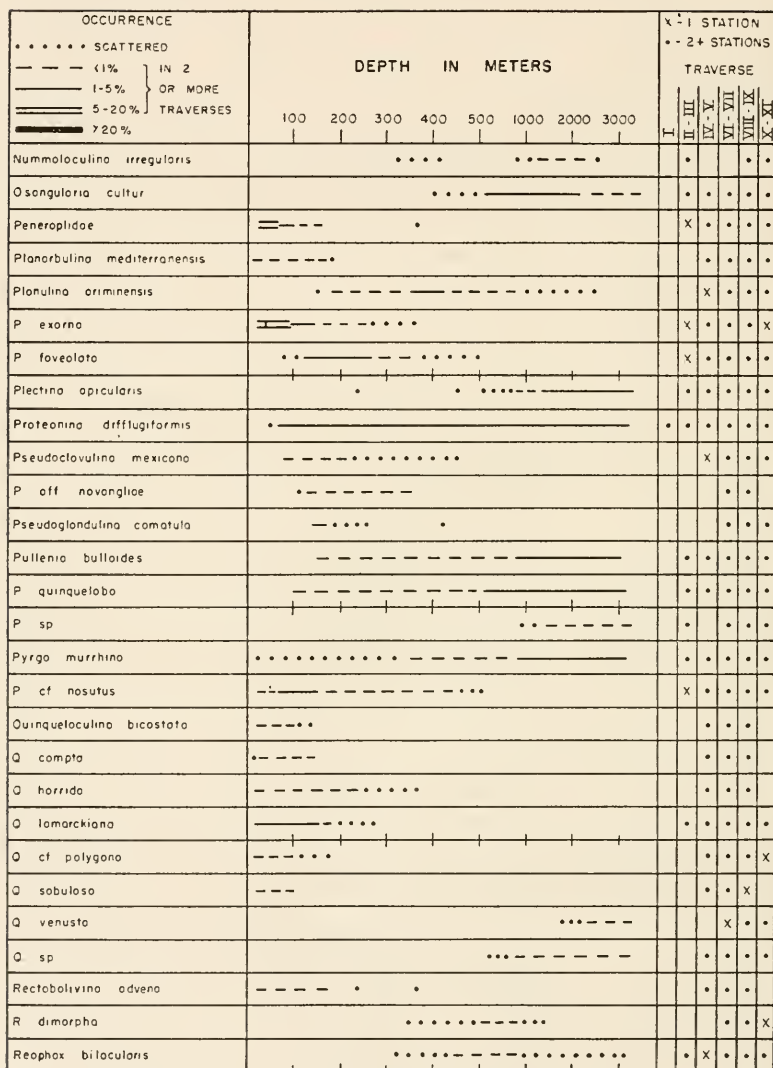 OCCURRENCE
SCATTERED
<1%
1-5%
5-20%
>20%
IN 2
OR MORE
TRAVERSES
DEPTH IN METERS
100 200 300 400 500 1000 2000 3000
x - 1 STATION
• - 2+ STATIONS
TRAVERSE
I
II - III
IV - V
VI - VII
VIII - IX
X - XI
Nummoloculina irregularis
Osangularia cultur
Peneroplidae
Planorbulina mediterranensis
Planulina ariminensis
P exorna
P foveolata
Plectina apicularis
Proteonina difflugiformis
Pseudoclavulina mexicana
P aff novangliae
Pseudoglandulina comatula
Pullenia bulloides
P quinqueloba
P sp
Pyrgo murrhina
P cf nasutus
Quinqueloculina bicostata
Q compta
Q horrida
Q lamarckiana
Q cf polygona
Q sabulosa
Q venusta
Q sp
Rectobolivina advena
R dimorpha
Reophax bilocularis